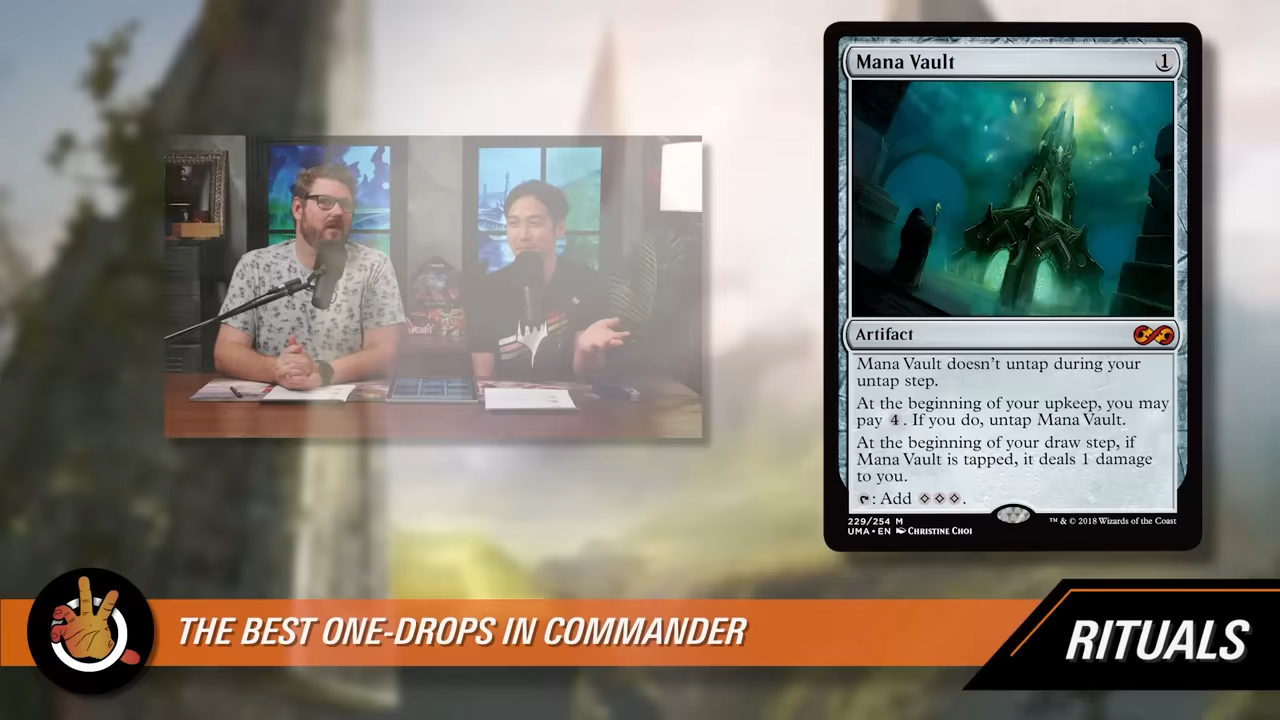 Mana Vault 1
Artifact
Mana Vault doesn't untap during your
untap step.
At the beginning of your upkeep, you may
pay 4. If you do, untap Mana Vault.
At the beginning of your draw step, if
Mana Vault is tapped, it deals 1 damage
to you.
: Add
229/254 M
UMA • EN Christine Choi
™ & © 2018 Wizards of the Coast
THE BEST ONE-DROPS IN COMMANDER
RITUALS